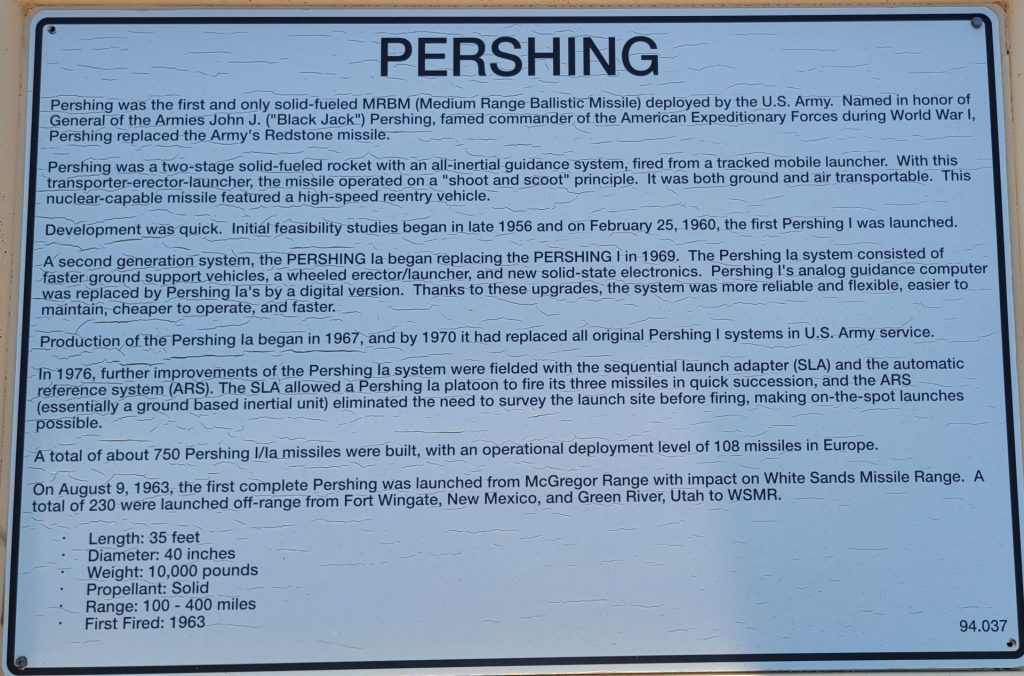 PERSHING
Pershing was the first and only solid-fueled MRBM (Medium Range Ballistic Missile) deployed by the U.S. Army. Named in honor of
General of the Armies John J. ("Black Jack") Pershing, famed commander of the American Expeditionary Forces during World War I,
Pershing replaced the Army's Redstone missile.
Pershing was a two-stage solid-fueled rocket with an all-inertial guidance system, fired from a tracked mobile launcher. With this
transporter-erector-launcher, the missile operated on a "shoot and scoot" principle. It was both ground and air transportable. This
nuclear-capable missile featured a high-speed reentry vehicle.
Development was quick. Initial feasibility studies began in late 1956 and on February 25, 1960, the first Pershing I was launched.
A second generation system, the PERSHING Ia began replacing the PERSHING I in 1969. The Pershing Ia system consisted of
faster ground support vehicles, a wheeled erector/launcher, and new solid-state electronics. Pershing I's analog guidance computer
was replaced by Pershing Ia's by a digital version. Thanks to these upgrades, the system was more reliable and flexible, easier to
maintain, cheaper to operate, and faster.
Production of the Pershing Ia began in 1967, and by 1970 it had replaced all original Pershing I systems in U.S. Army service.
In 1976, further improvements of the Pershing Ia system were fielded with the sequential launch adapter (SLA) and the automatic
reference system (ARS). The SLA allowed a Pershing Ia platoon to fire its three missiles in quick succession, and the ARS
(essentially a ground based inertial unit) eliminated the need to survey the launch site before firing, making on-the-spot launches
possible.
A total of about 750 Pershing I/Ia missiles were built, with an operational deployment level of 108 missiles in Europe.
On August 9, 1963, the first complete Pershing was launched from McGregor Range with impact on White Sands Missile Range. A
total of 230 were launched off-range from Fort Wingate, New Mexico, and Green River, Utah to WSMR.
· Length: 35 feet
· Diameter: 40 inches
· Weight: 10,000 pounds
· Propellant: Solid
· Range: 100 - 400 miles
· First Fired: 1963
94.037